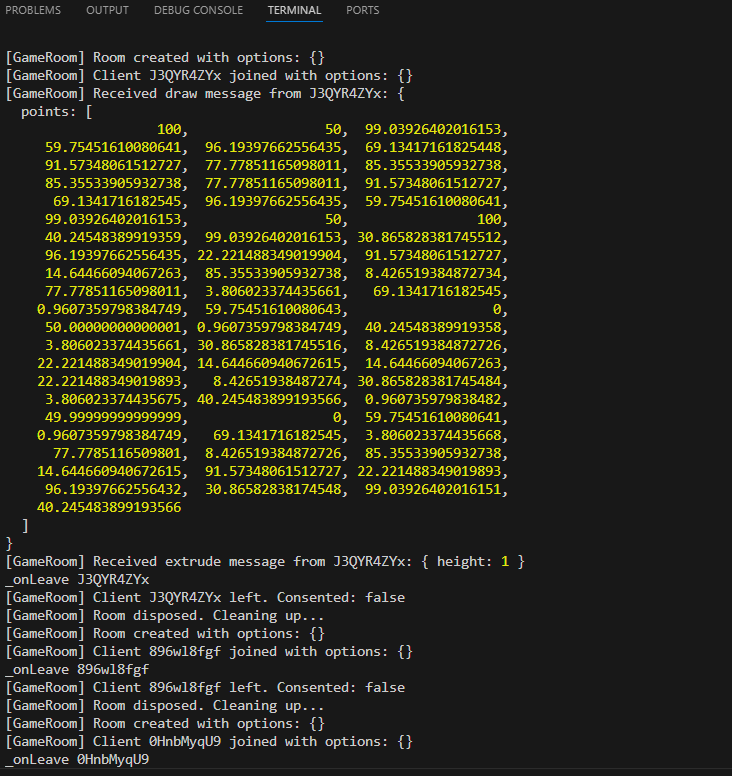 PROBLEMS OUTPUT DEBUG CONSOLE TERMINAL PORTS
[GameRoom] Room created with options: {}
[GameRoom] Client J3QYR4ZYx joined with options: {}
[GameRoom] Received draw message from J3QYR4ZYx: {
points: [
100, 50, 99.03926402016153,
59.75451610080641, 96.19397662556435, 69.13417161825448,
91.57348061512727, 77.77851165098011, 85.35533905932738,
85.35533905932738, 77.77851165098011, 91.57348061512727,
69.1341716182545, 96.19397662556435, 59.75451610080641,
99.03926402016153, 50, 100,
40.24548389919359, 99.03926402016153, 30.865828381745512,
96.19397662556435, 22.221488349019904, 91.57348061512727,
14.64466094067263, 85.35533905932738, 8.426519384872734,
77.77851165098011, 3.806023374435661, 69.1341716182545,
0.9607359798384749, 59.75451610080643, 0,
50.00000000000001, 0.9607359798384749, 40.24548389919358,
3.806023374435661, 30.865828381745516, 8.426519384872726,
22.221488349019904, 14.644660940672615, 14.64466094067263,
22.221488349019893, 8.42651938487274, 30.865828381745484,
3.806023374435675, 40.245483899193566, 0.960735979838482,
49.99999999999999, 0, 59.75451610080641,
0.9607359798384749, 69.1341716182545, 3.806023374435668,
77.7785116509801, 8.426519384872726, 85.35533905932738,
14.644660940672615, 91.57348061512727, 22.221488349019893,
96.19397662556432, 30.86582838174548, 99.03926402016151,
40.245483899193566
]
}
[GameRoom] Received extrude message from J3QYR4ZYx: { height: 1 }
_onLeave J3QYR4ZYx
[GameRoom] Client J3QYR4ZYx left. Consented: false
[GameRoom] Room disposed. Cleaning up...
[GameRoom] Room created with options: {}
[GameRoom] Client 896wl8fgf joined with options: {}
_onLeave 896wl8fgf
[GameRoom] Client 896wl8fgf left. Consented: false
[GameRoom] Room disposed. Cleaning up...
[GameRoom] Room created with options: {}
[GameRoom] Client 0HnbMyqU9 joined with options: {}
_onLeave 0HnbMyqU9